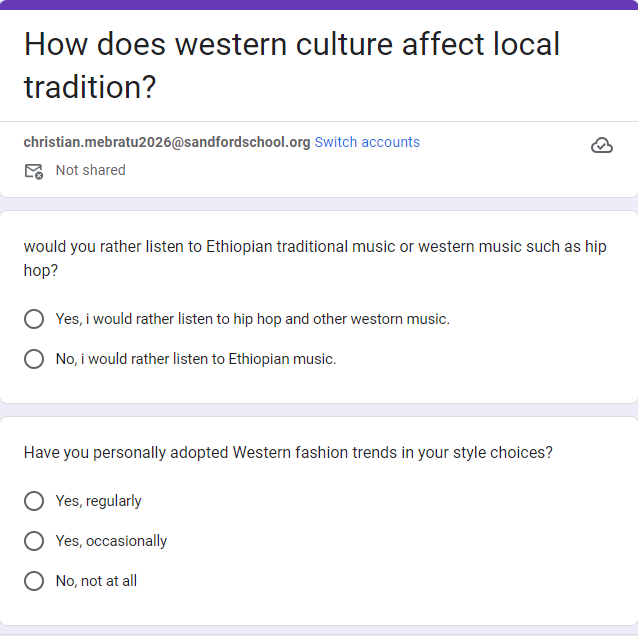 How does western culture affect local
tradition?
christian.mebratu2026@sandfordschool.org Switch accounts
Not shared
would you rather listen to Ethiopian traditional music or western music such as hip
hop?
Yes, i would rather listen to hip hop and other westorn music.
No, i would rather listen to Ethiopian music.
Have you personally adopted Western fashion trends in your style choices?
Yes, regularly
Yes, occasionally
No, not at all